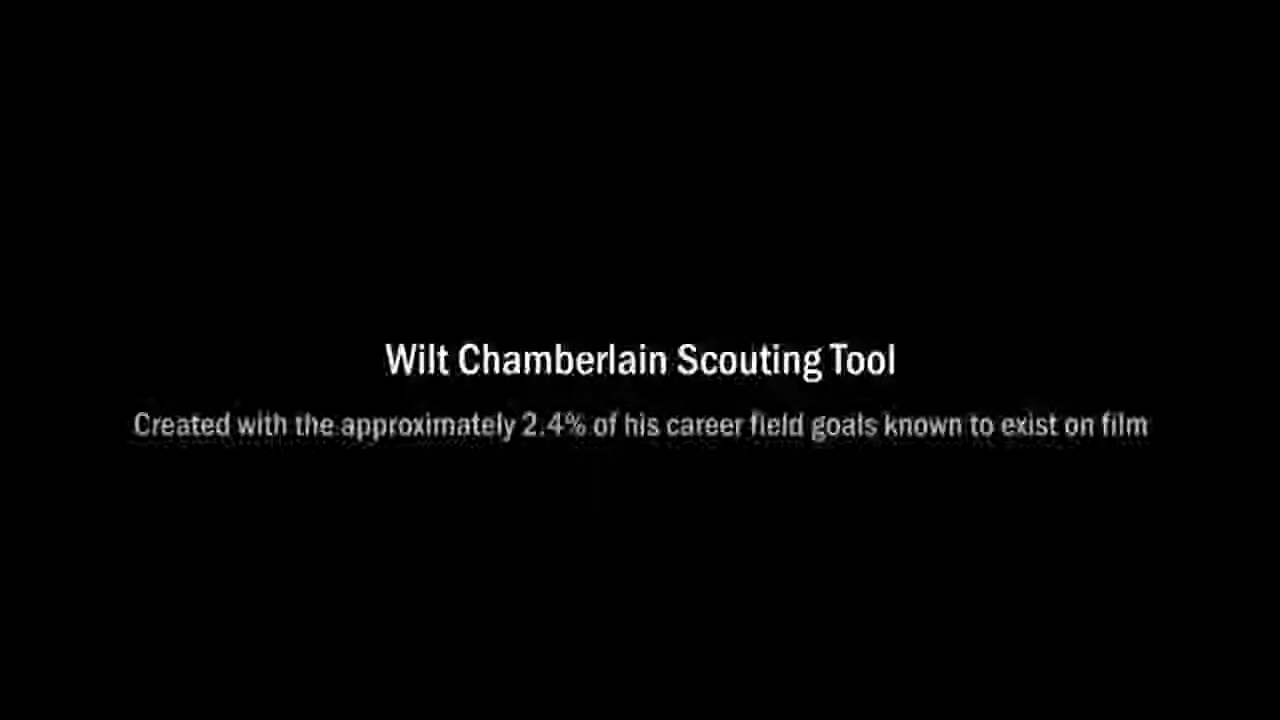 Wilt Chamberlain Scouting Tool
Created with the approximately 2.4% of his career field goals known to exist on film